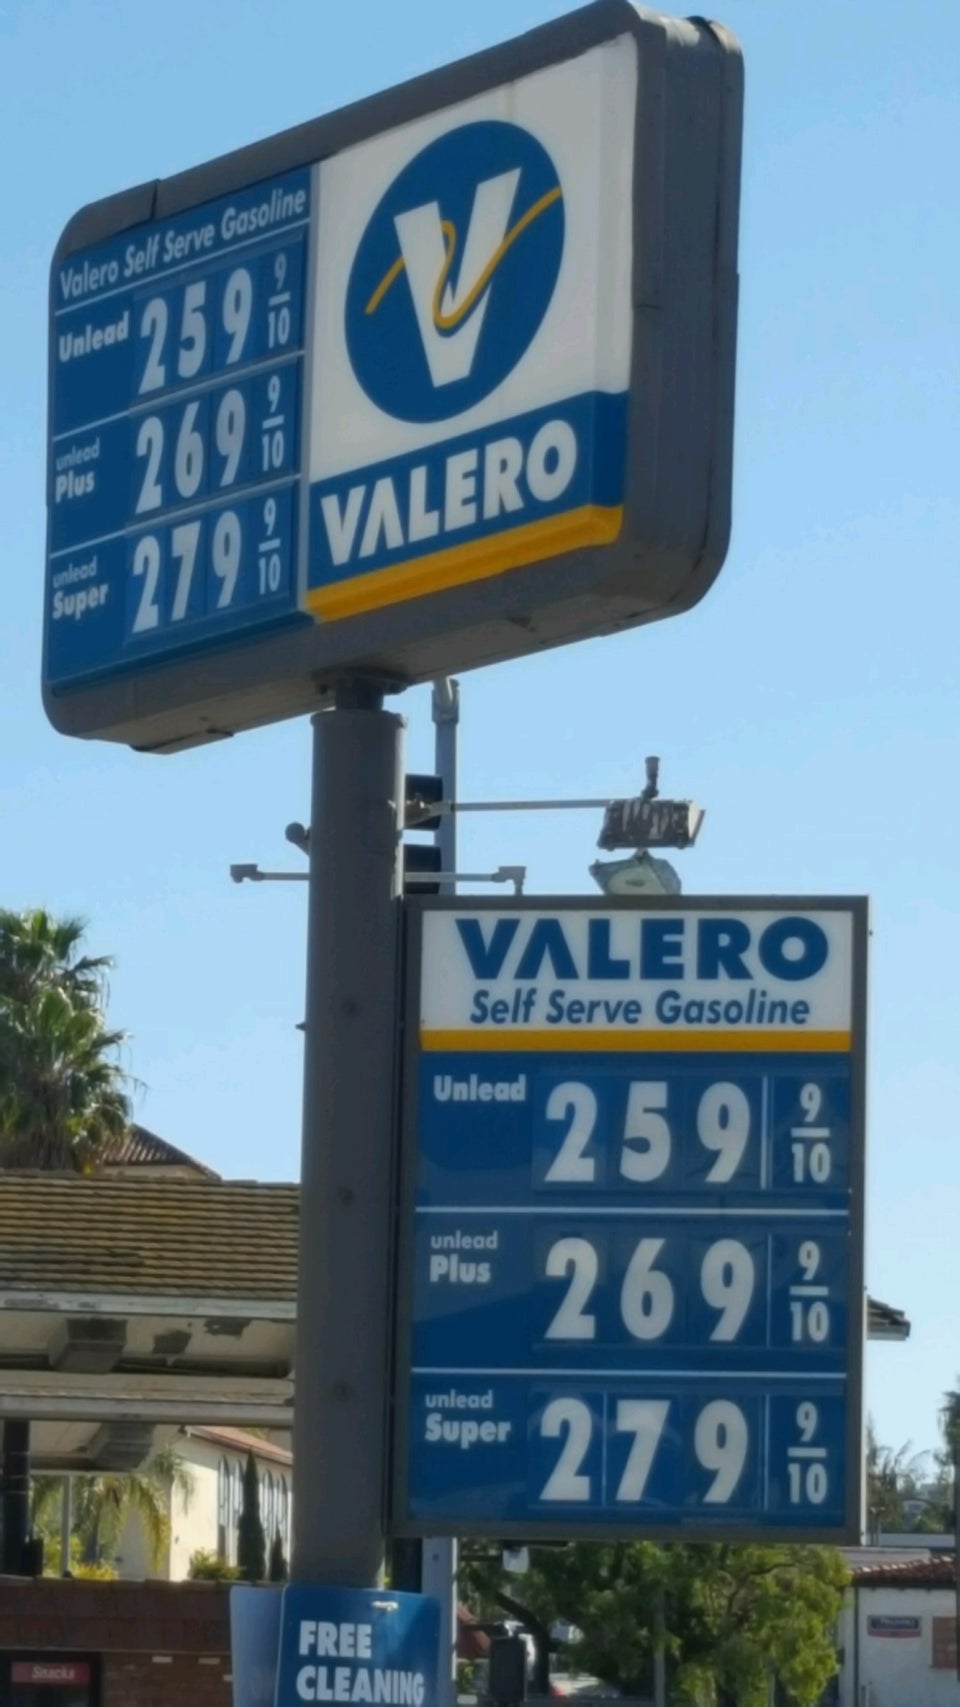 Valero Self Serve Gasoline
Unlead 259 9/10
unlead
Plus 269 9/10
unlead
Super 279 9/10
V
VALERO
VALERO
Self Serve Gasoline
Unlead 259 9/10
unlead
Plus 269 9/10
unlead
Super 279 9/10
FREE
CLEANING
Snacks